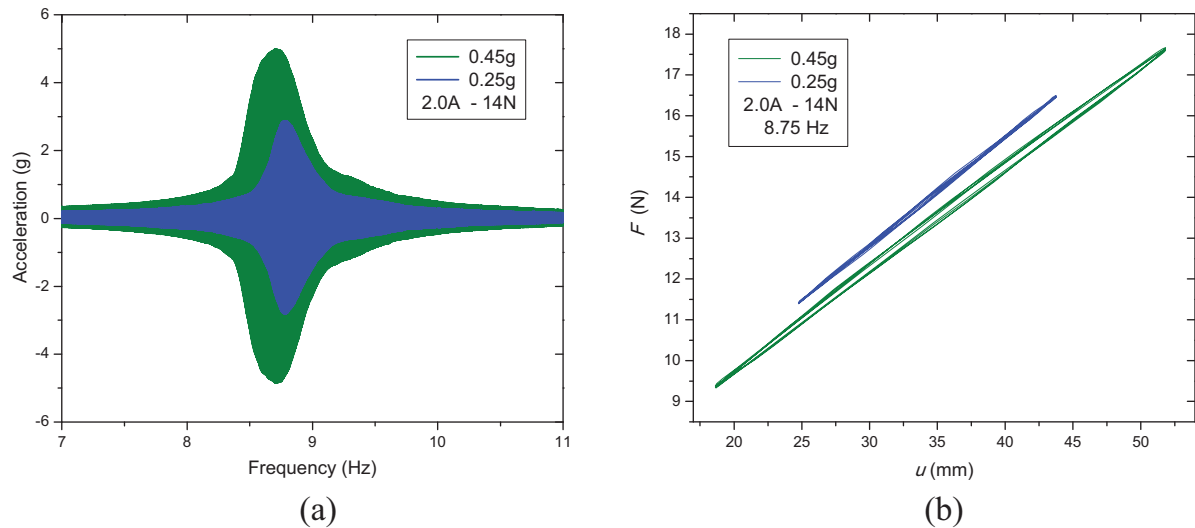 6
4
2
0
-2
-4
-6
Acceleration (g)
7
8
9
10
11
Frequency (Hz)
0.45g
0.25g
2.0A - 14N
(a)
18
17
16
15
14
13
12
11
10
9
F (N)
20
25
30
35
40
45
50
u (mm)
0.45g
0.25g
2.0A - 14N
8.75 Hz
(b)